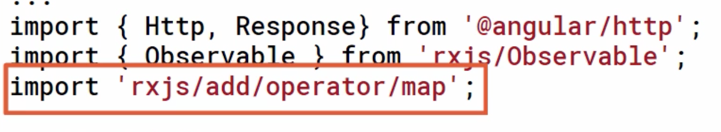 ...
import { Http, Response} from '@angular/http';
import { Observable } from 'rxjs/Observable';
import 'rxjs/add/operator/map';